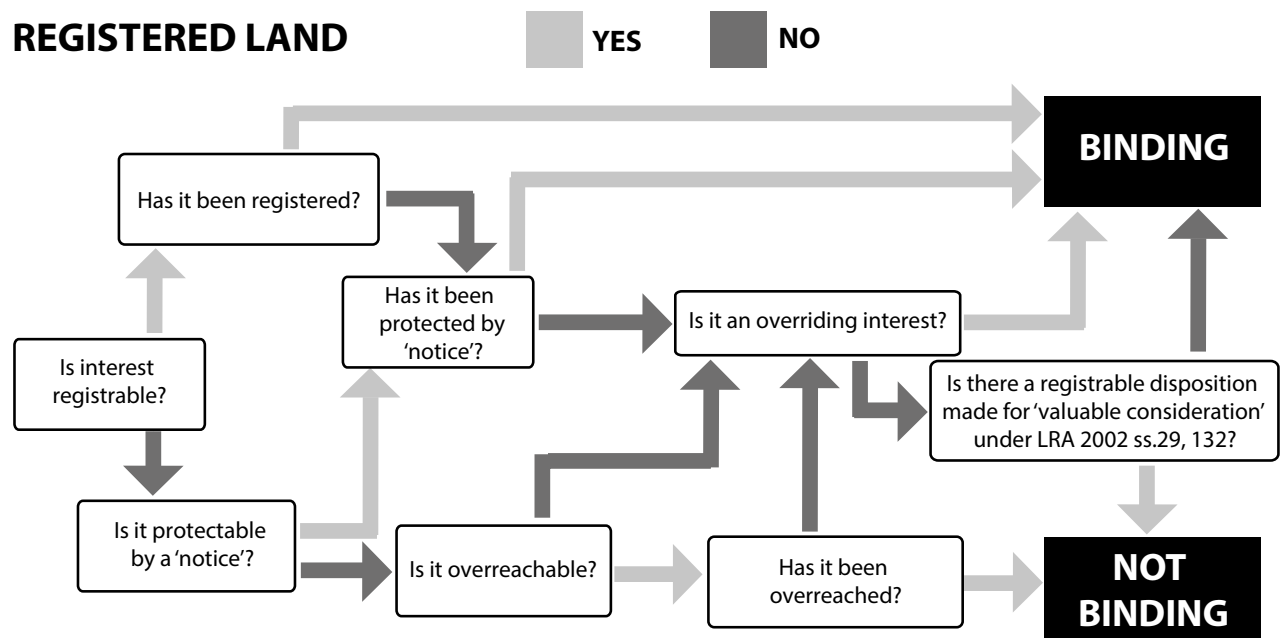 REGISTERED LAND
YES
NO
BINDING
Has it been registered?
Has it been
protected by
‘notice’?
Is it an overriding interest?
Is interest
registrable?
Is there a registrable disposition
made for ‘valuable consideration’
under LRA 2002 ss.29, 132?
Is it protectable
by a ‘notice’?
Is it overreachable?
Has it been
overreached?
NOT
BINDING